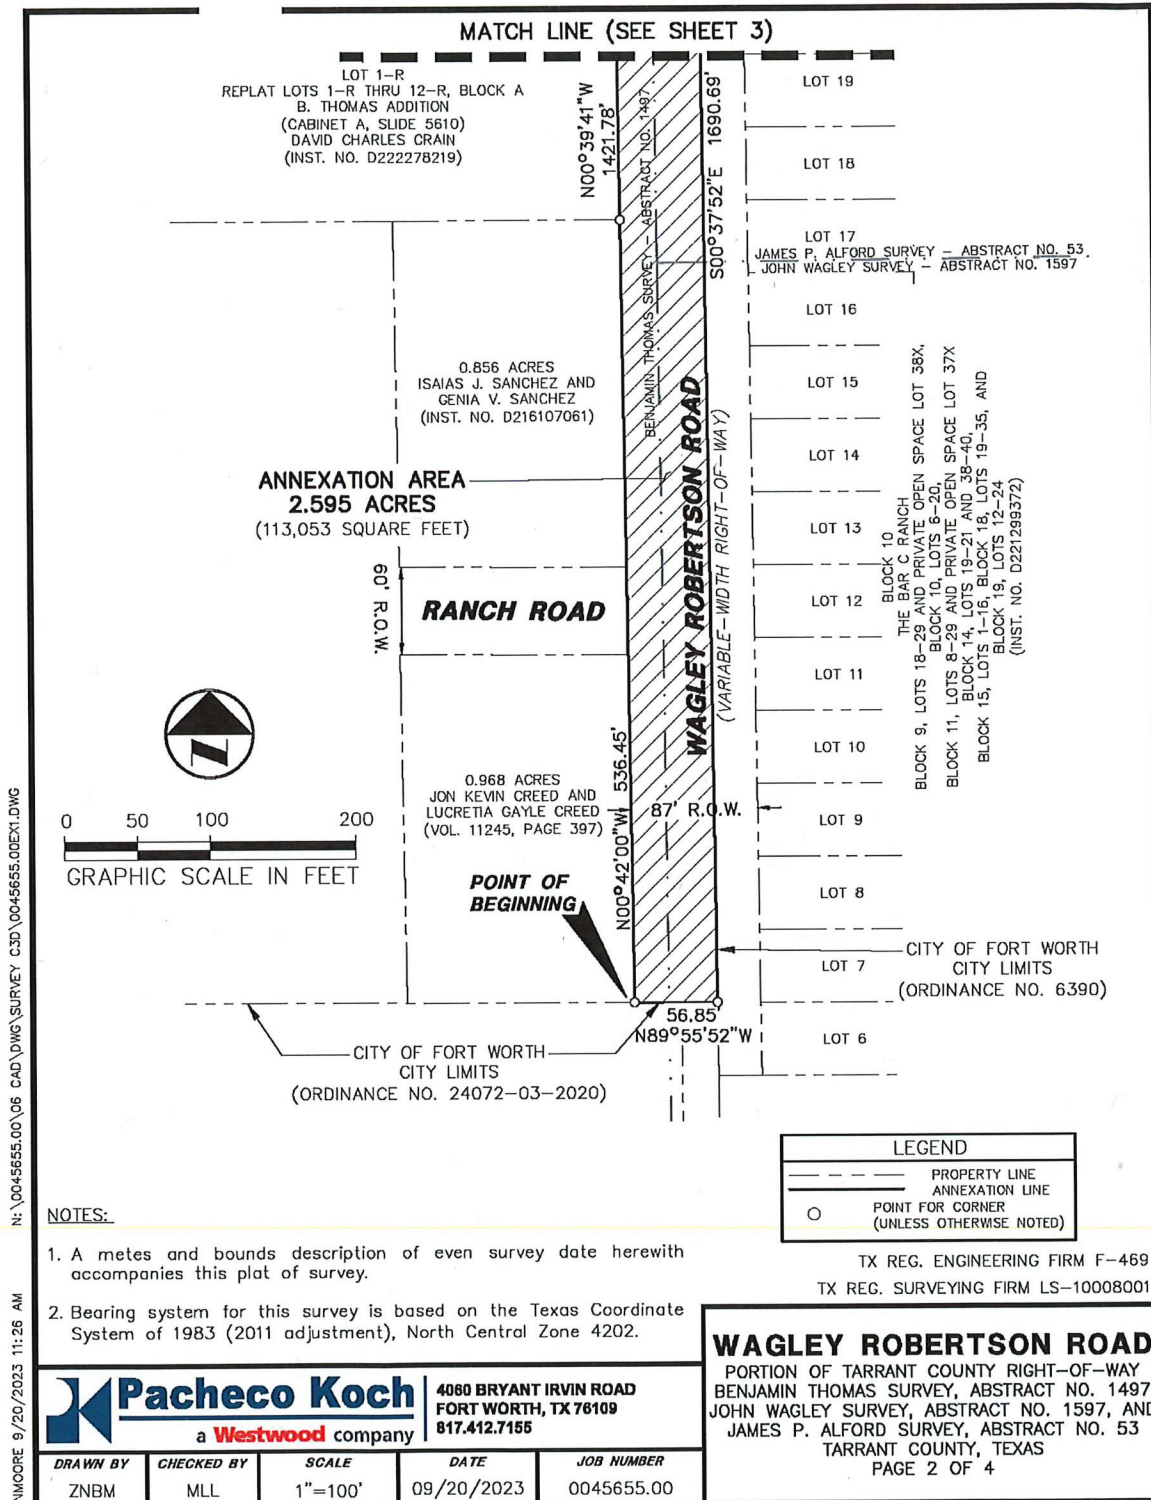 MATCH LINE (SEE SHEET 3)
LOT 1-R
REPLAT LOTS 1-R THRU 12-R, BLOCK A
B. THOMAS ADDITION
(CABINET A, SLIDE 5610)
DAVID CHARLES CRAIN
(INST. NO. D222278219)
N00°39'41"W
1421.78'
BENJAMIN THOMAS SURVEY - ABSTRACT NO. 1497
S00°37'52"E 1690.69'
LOT 19
LOT 18
LOT 17
JAMES P. ALFORD SURVEY - ABSTRACT NO. 53
JOHN WAGLEY SURVEY - ABSTRACT NO. 1597
LOT 16
LOT 15
LOT 14
LOT 13
LOT 12
LOT 11
LOT 10
LOT 9
LOT 8
LOT 7
LOT 6
BLOCK 10
THE BAR C RANCH
BLOCK 9, LOTS 18-29 AND PRIVATE OPEN SPACE LOT 38X,
BLOCK 10, LOTS 6-20,
BLOCK 11, LOTS 8-29 AND PRIVATE OPEN SPACE LOT 37X
BLOCK 14, LOTS 19-21 AND 38-40,
BLOCK 15, LOTS 1-16, BLOCK 18, LOTS 19-35, AND
BLOCK 19, LOTS 12-24
(INST. NO. D221299372)
0.856 ACRES
ISAIAS J. SANCHEZ AND
GENIA V. SANCHEZ
(INST. NO. D216107061)
ANNEXATION AREA
2.595 ACRES
(113,053 SQUARE FEET)
WAGLEY ROBERTSON ROAD
(VARIABLE-WIDTH RIGHT-OF-WAY)
60' R.O.W.
RANCH ROAD
N
0 50 100 200
GRAPHIC SCALE IN FEET
0.968 ACRES
JON KEVIN CREED AND
LUCRETIA GAYLE CREED
(VOL. 11245, PAGE 397)
N00°42'00"W 536.45'
87' R.O.W.
POINT OF
BEGINNING
CITY OF FORT WORTH
CITY LIMITS
(ORDINANCE NO. 6390)
56.85'
N89°55'52"W
CITY OF FORT WORTH
CITY LIMITS
(ORDINANCE NO. 24072-03-2020)
LEGEND
PROPERTY LINE
ANNEXATION LINE
POINT FOR CORNER
(UNLESS OTHERWISE NOTED)
NOTES:
1. A metes and bounds description of even survey date herewith
accompanies this plat of survey.
2. Bearing system for this survey is based on the Texas Coordinate
System of 1983 (2011 adjustment), North Central Zone 4202.
TX REG. ENGINEERING FIRM F-469
TX REG. SURVEYING FIRM LS-10008001
Pacheco Koch
a Westwood company
4060 BRYANT IRVIN ROAD
FORT WORTH, TX 76109
817.412.7155
DRAWN BY CHECKED BY SCALE DATE JOB NUMBER
ZNBM MLL 1"=100' 09/20/2023 0045655.00
WAGLEY ROBERTSON ROAD
PORTION OF TARRANT COUNTY RIGHT-OF-WAY
BENJAMIN THOMAS SURVEY, ABSTRACT NO. 1497
JOHN WAGLEY SURVEY, ABSTRACT NO. 1597, AND
JAMES P. ALFORD SURVEY, ABSTRACT NO. 53
TARRANT COUNTY, TEXAS
PAGE 2 OF 4
NMOORE 9/20/2023 11:26 AM N:\0045655.00\06 CAD\DWG\SURVEY C3D\0045655.00EX1.DWG